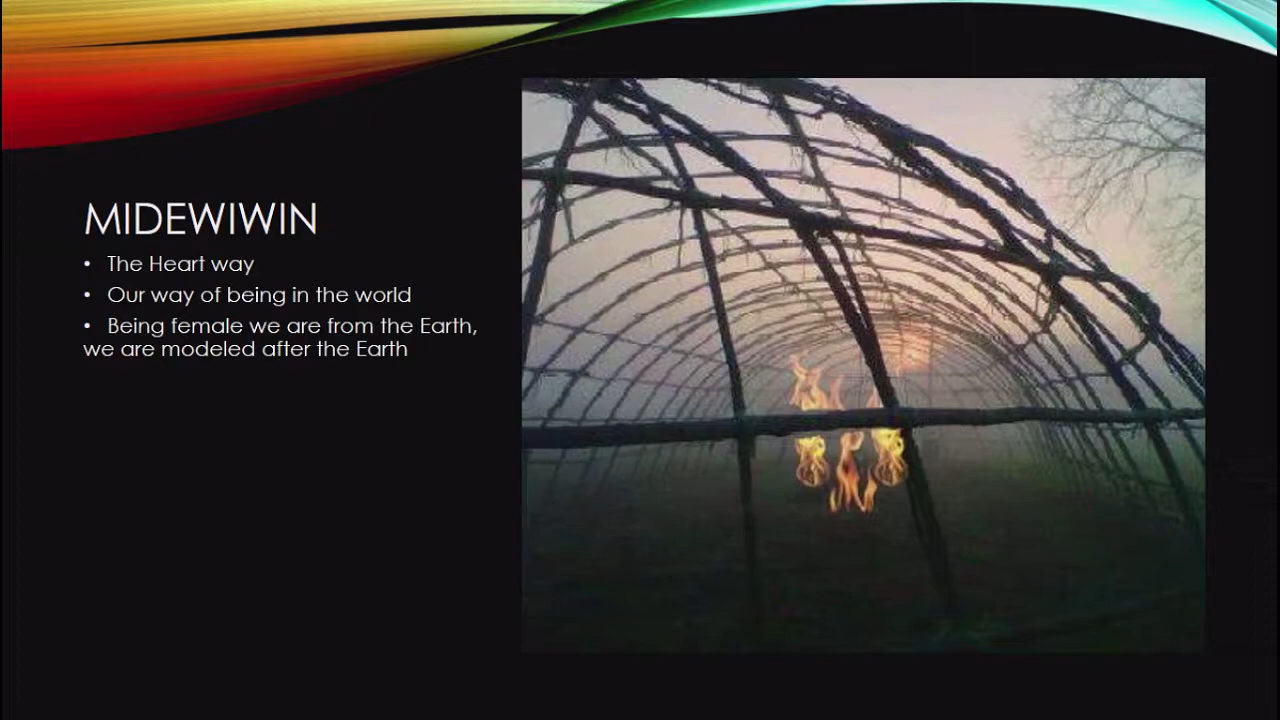 MIDEWIWIN
• The Heart way
• Our way of being in the world
• Being female we are from the Earth,
we are modeled after the Earth